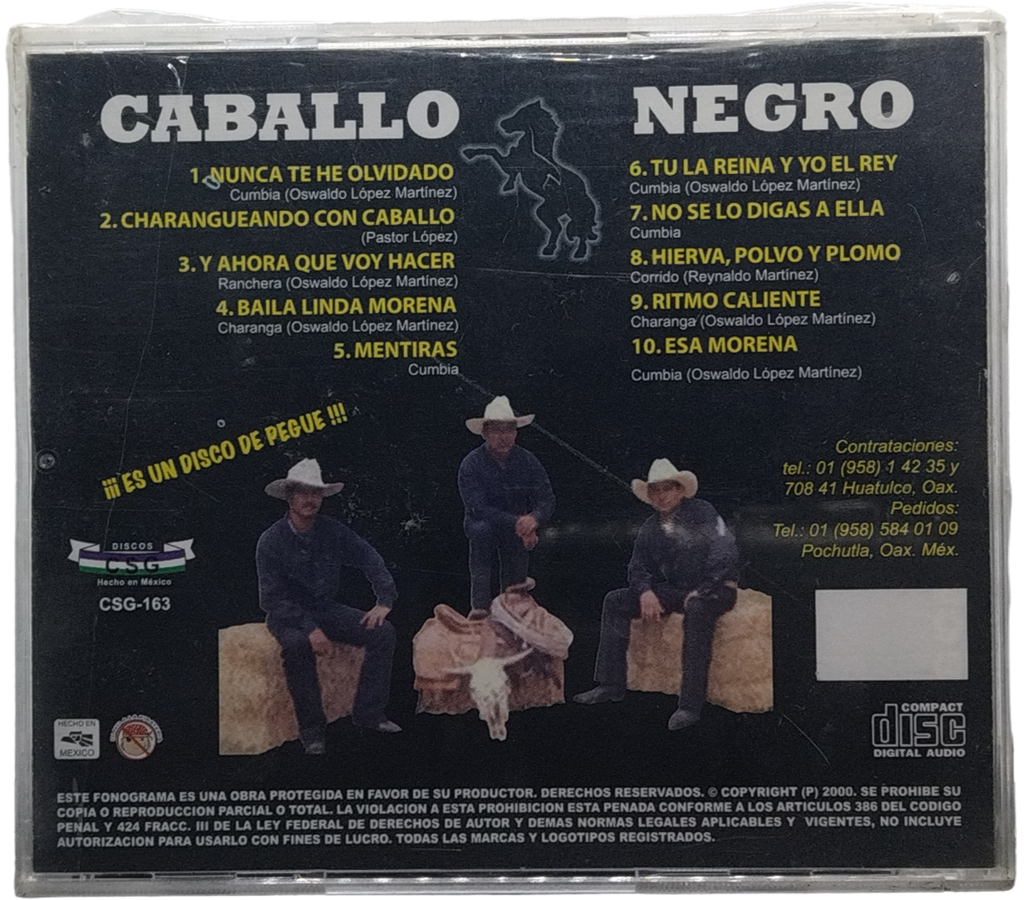 CABALLO NEGRO
1. NUNCA TE HE OLVIDADO
Cumbia (Oswaldo López Martínez)
2. CHARANGUEANDO CON CABALLO
(Pastor López)
3. Y AHORA QUE VOY HACER
Ranchera (Oswaldo López Martínez)
4. BAILA LINDA MORENA
Charanga (Oswaldo López Martínez)
5. MENTIRAS
Cumbia
6. TU LA REINA Y YO EL REY
Cumbia (Oswaldo López Martínez)
7. NO SE LO DIGAS A ELLA
Cumbia
8. HIERVA, POLVO Y PLOMO
Corrido (Reynaldo Martínez)
9. RITMO CALIENTE
Charanga (Oswaldo López Martínez)
10. ESA MORENA
Cumbia (Oswaldo López Martínez)
¡¡¡ ES UN DISCO DE PEGUE !!!
Contrataciones:
tel.: 01 (958) 1 42 35 y
708 41 Huatulco, Oax.
Pedidos:
Tel.: 01 (958) 584 01 09
Pochutla, Oax. Méx.
DISCOS
CSG
Hecho en México
CSG-163
HECHO EN
MEXICO
COMPACT
disc
DIGITAL AUDIO
ESTE FONOGRAMA ES UNA OBRA PROTEGIDA EN FAVOR DE SU PRODUCTOR. DERECHOS RESERVADOS. © COPYRIGHT (P) 2000. SE PROHIBE SU
COPIA O REPRODUCCION PARCIAL O TOTAL. LA VIOLACION A ESTA PROHIBICION ESTA PENADA CONFORME A LOS ARTICULOS 386 DEL CODIGO
PENAL Y 424 FRACC. III DE LA LEY FEDERAL DE DERECHOS DE AUTOR Y DEMAS NORMAS LEGALES APLICABLES Y VIGENTES, NO INCLUYE
AUTORIZACION PARA USARLO CON FINES DE LUCRO. TODAS LAS MARCAS Y LOGOTIPOS REGISTRADOS.